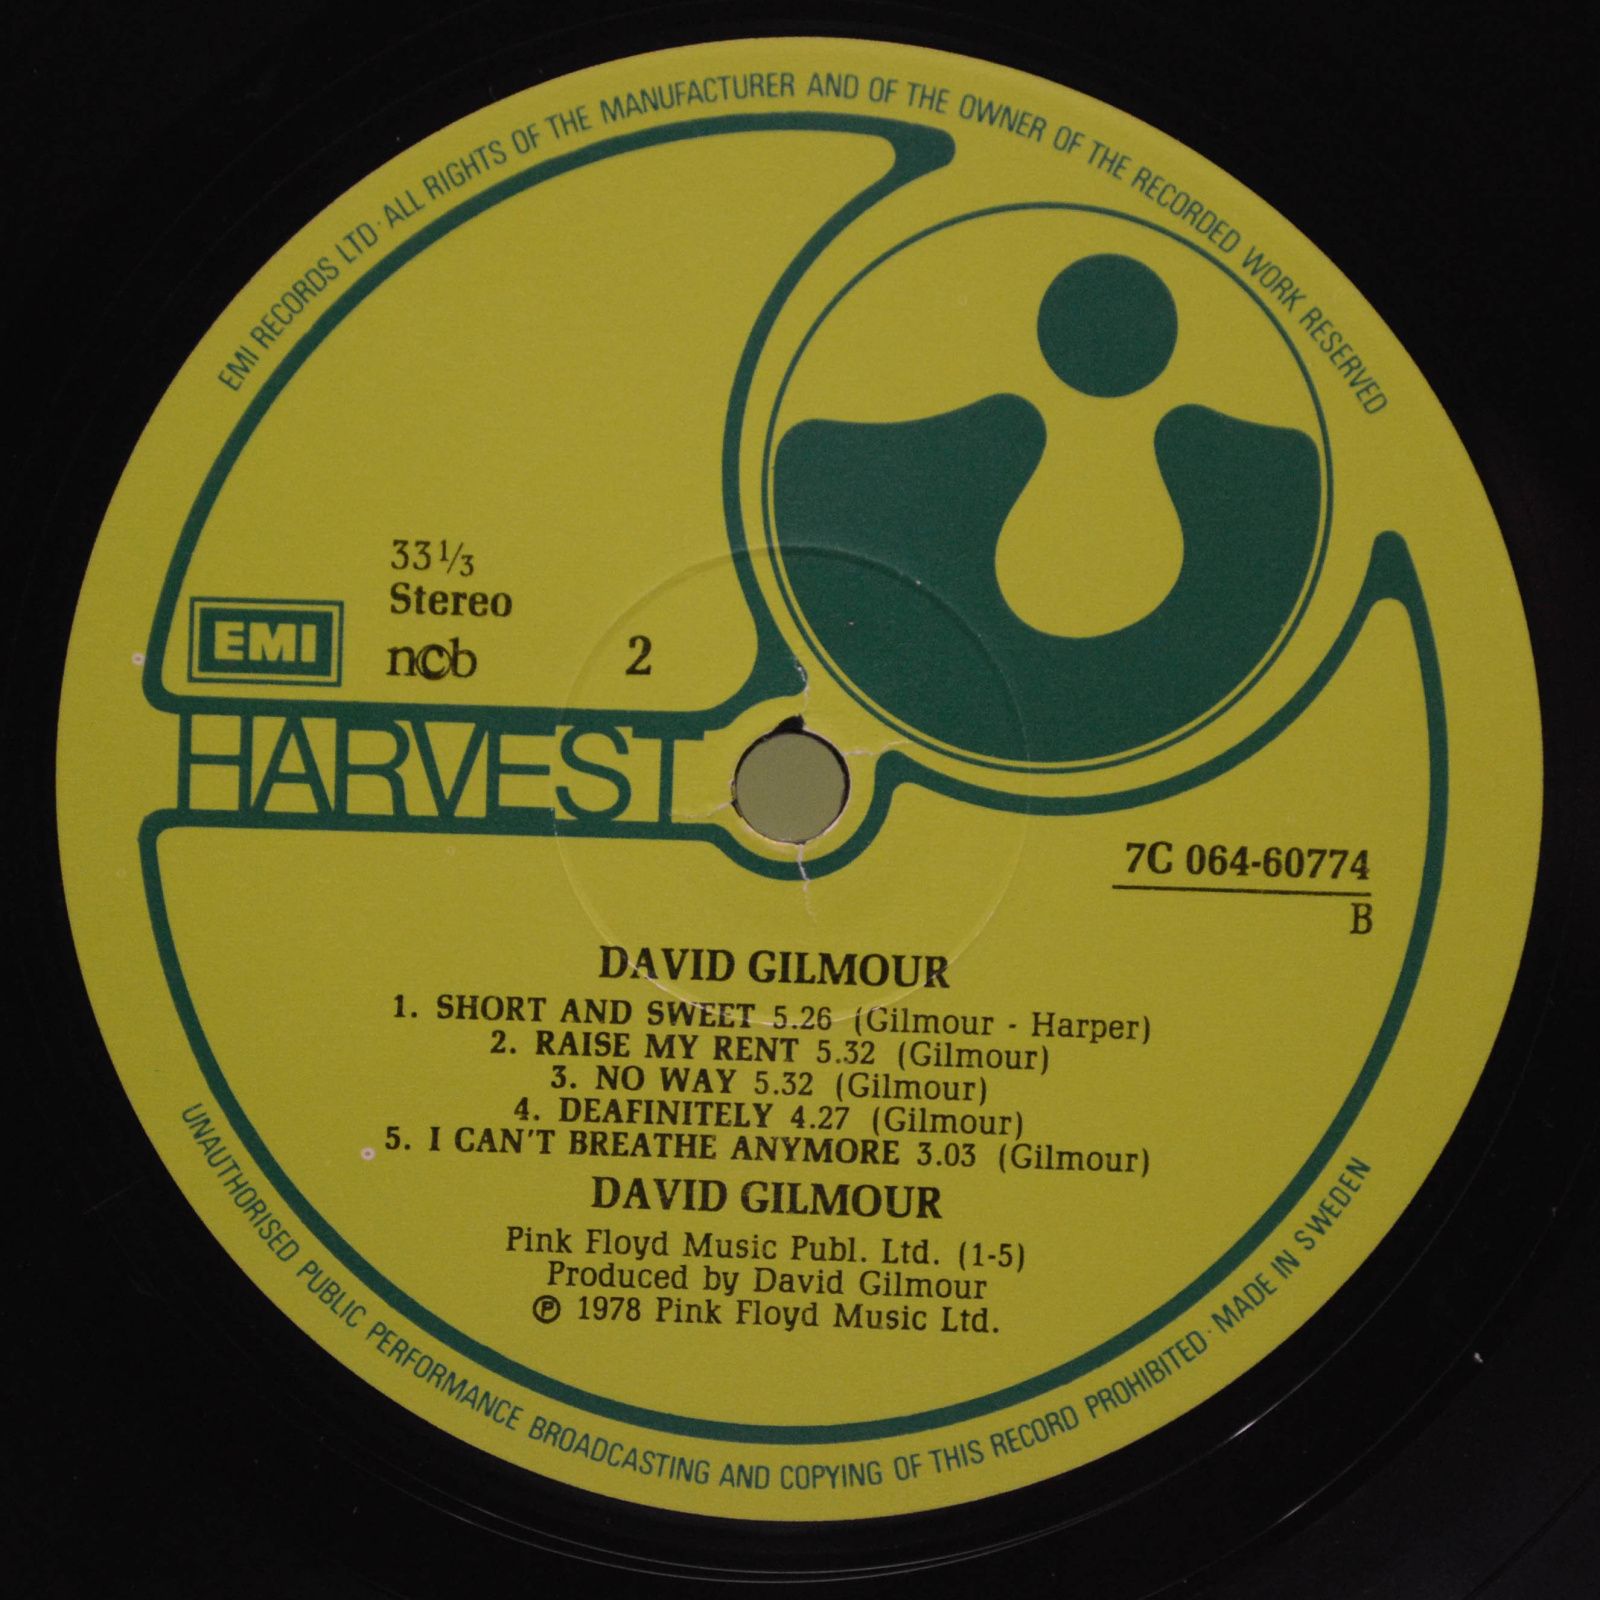 EMI RECORDS LTD · ALL RIGHTS OF THE MANUFACTURER AND OF THE OWNER OF THE RECORDED WORK RESERVED
33 1/3
Stereo
EMI
ncb
2
HARVEST
7C 064-60774
B
DAVID GILMOUR
1. SHORT AND SWEET 5.26 (Gilmour - Harper)
2. RAISE MY RENT 5.32 (Gilmour)
3. NO WAY 5.32 (Gilmour)
4. DEAFINITELY 4.27 (Gilmour)
5. I CAN'T BREATHE ANYMORE 3.03 (Gilmour)
DAVID GILMOUR
Pink Floyd Music Publ. Ltd. (1-5)
Produced by David Gilmour
℗ 1978 Pink Floyd Music Ltd.
UNAUTHORISED PUBLIC PERFORMANCE BROADCASTING AND COPYING OF THIS RECORD PROHIBITED · MADE IN SWEDEN